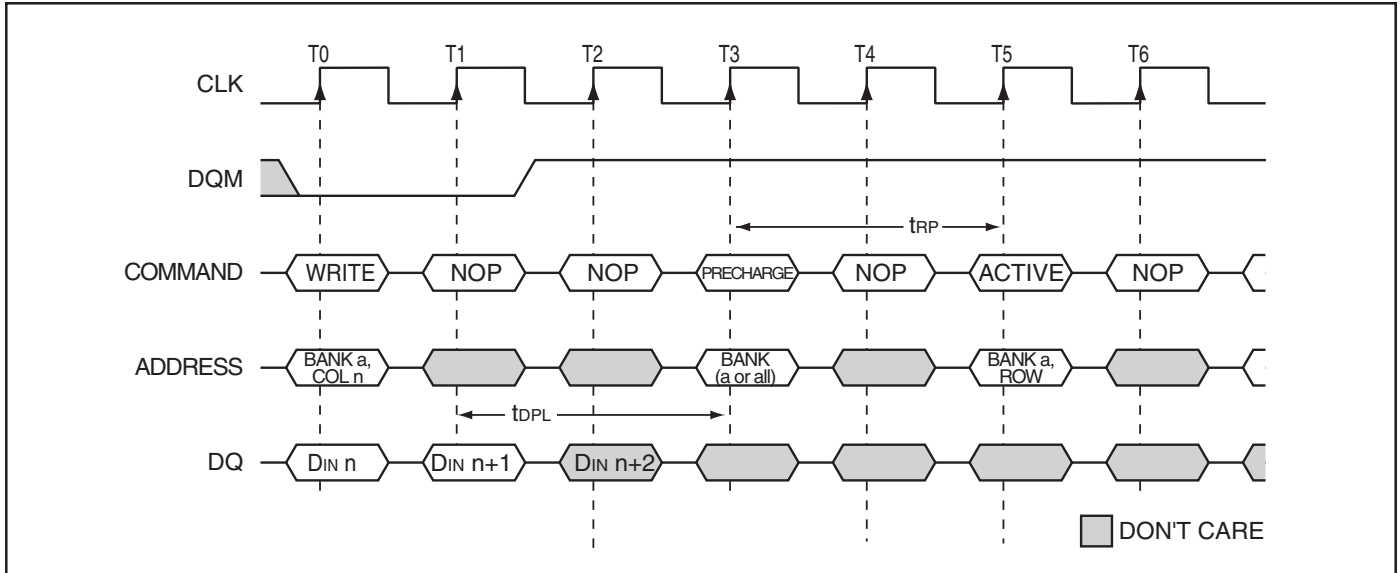 T0 T1 T2 T3 T4 T5 T6
CLK
DQM
tRP
COMMAND WRITE NOP NOP PRECHARGE NOP ACTIVE NOP
ADDRESS BANK a, COL n BANK (a or all) BANK a, ROW
tDPL
DQ DIN n DIN n+1 DIN n+2
DON'T CARE